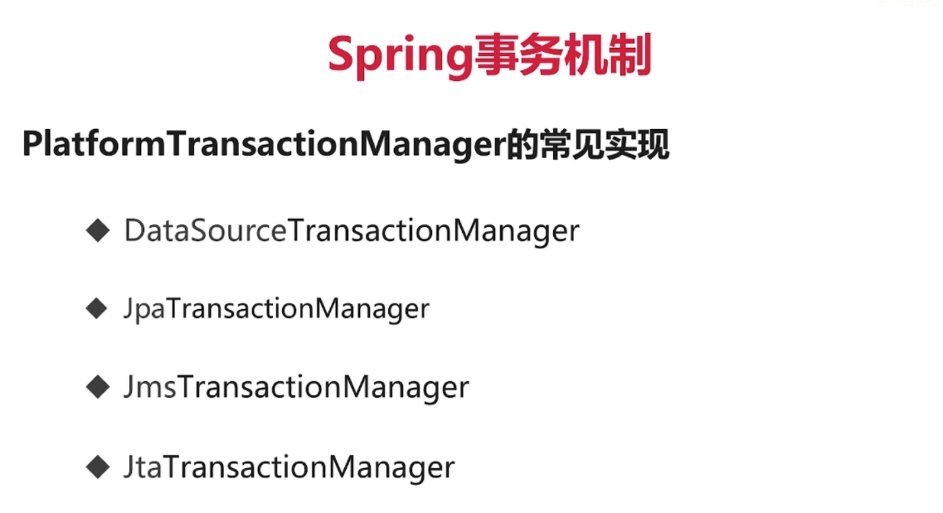 Spring事务机制
PlatformTransactionManager的常见实现
◆ DataSourceTransactionManager
◆ JpaTransactionManager
◆ JmsTransactionManager
◆ JtaTransactionManager